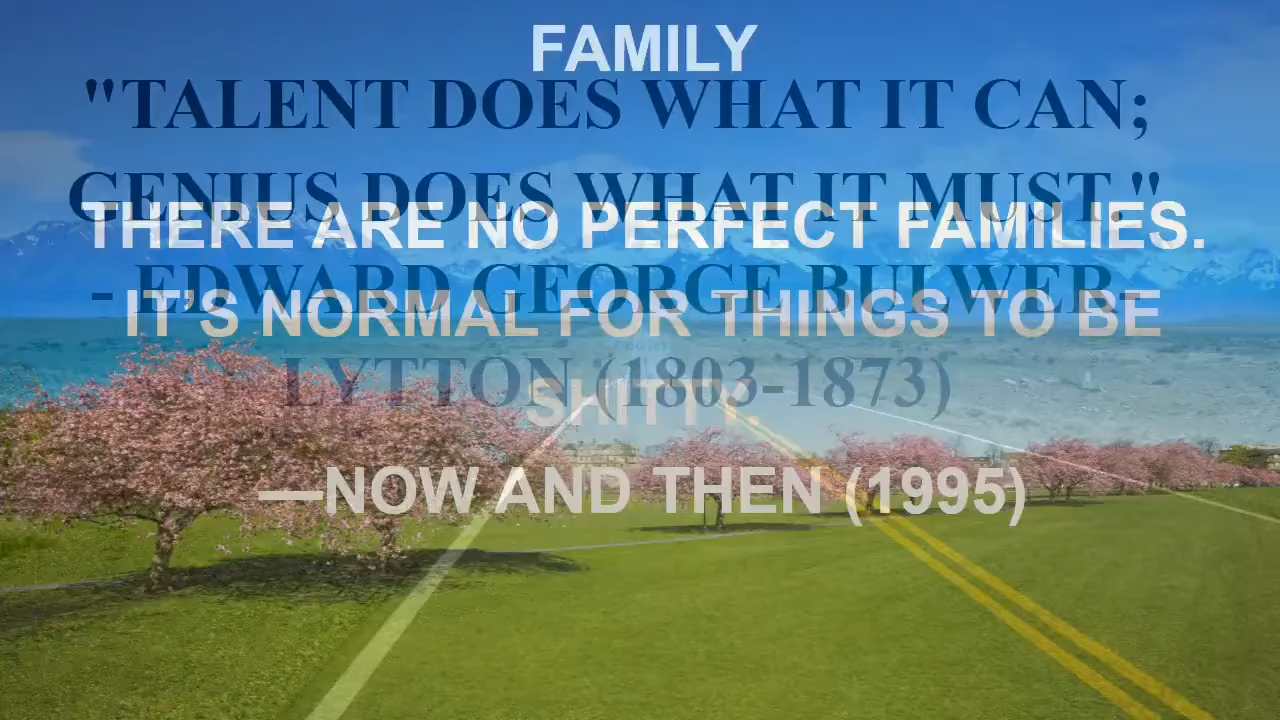 FAMILY
"TALENT DOES WHAT IT CAN;
GENIUS DOES WHAT IT MUST."
- EDWARD GEORGE BULWER-
LYTTON (1803-1873)
THERE ARE NO PERFECT FAMILIES.
IT’S NORMAL FOR THINGS TO BE
SHITTY
—NOW AND THEN (1995)